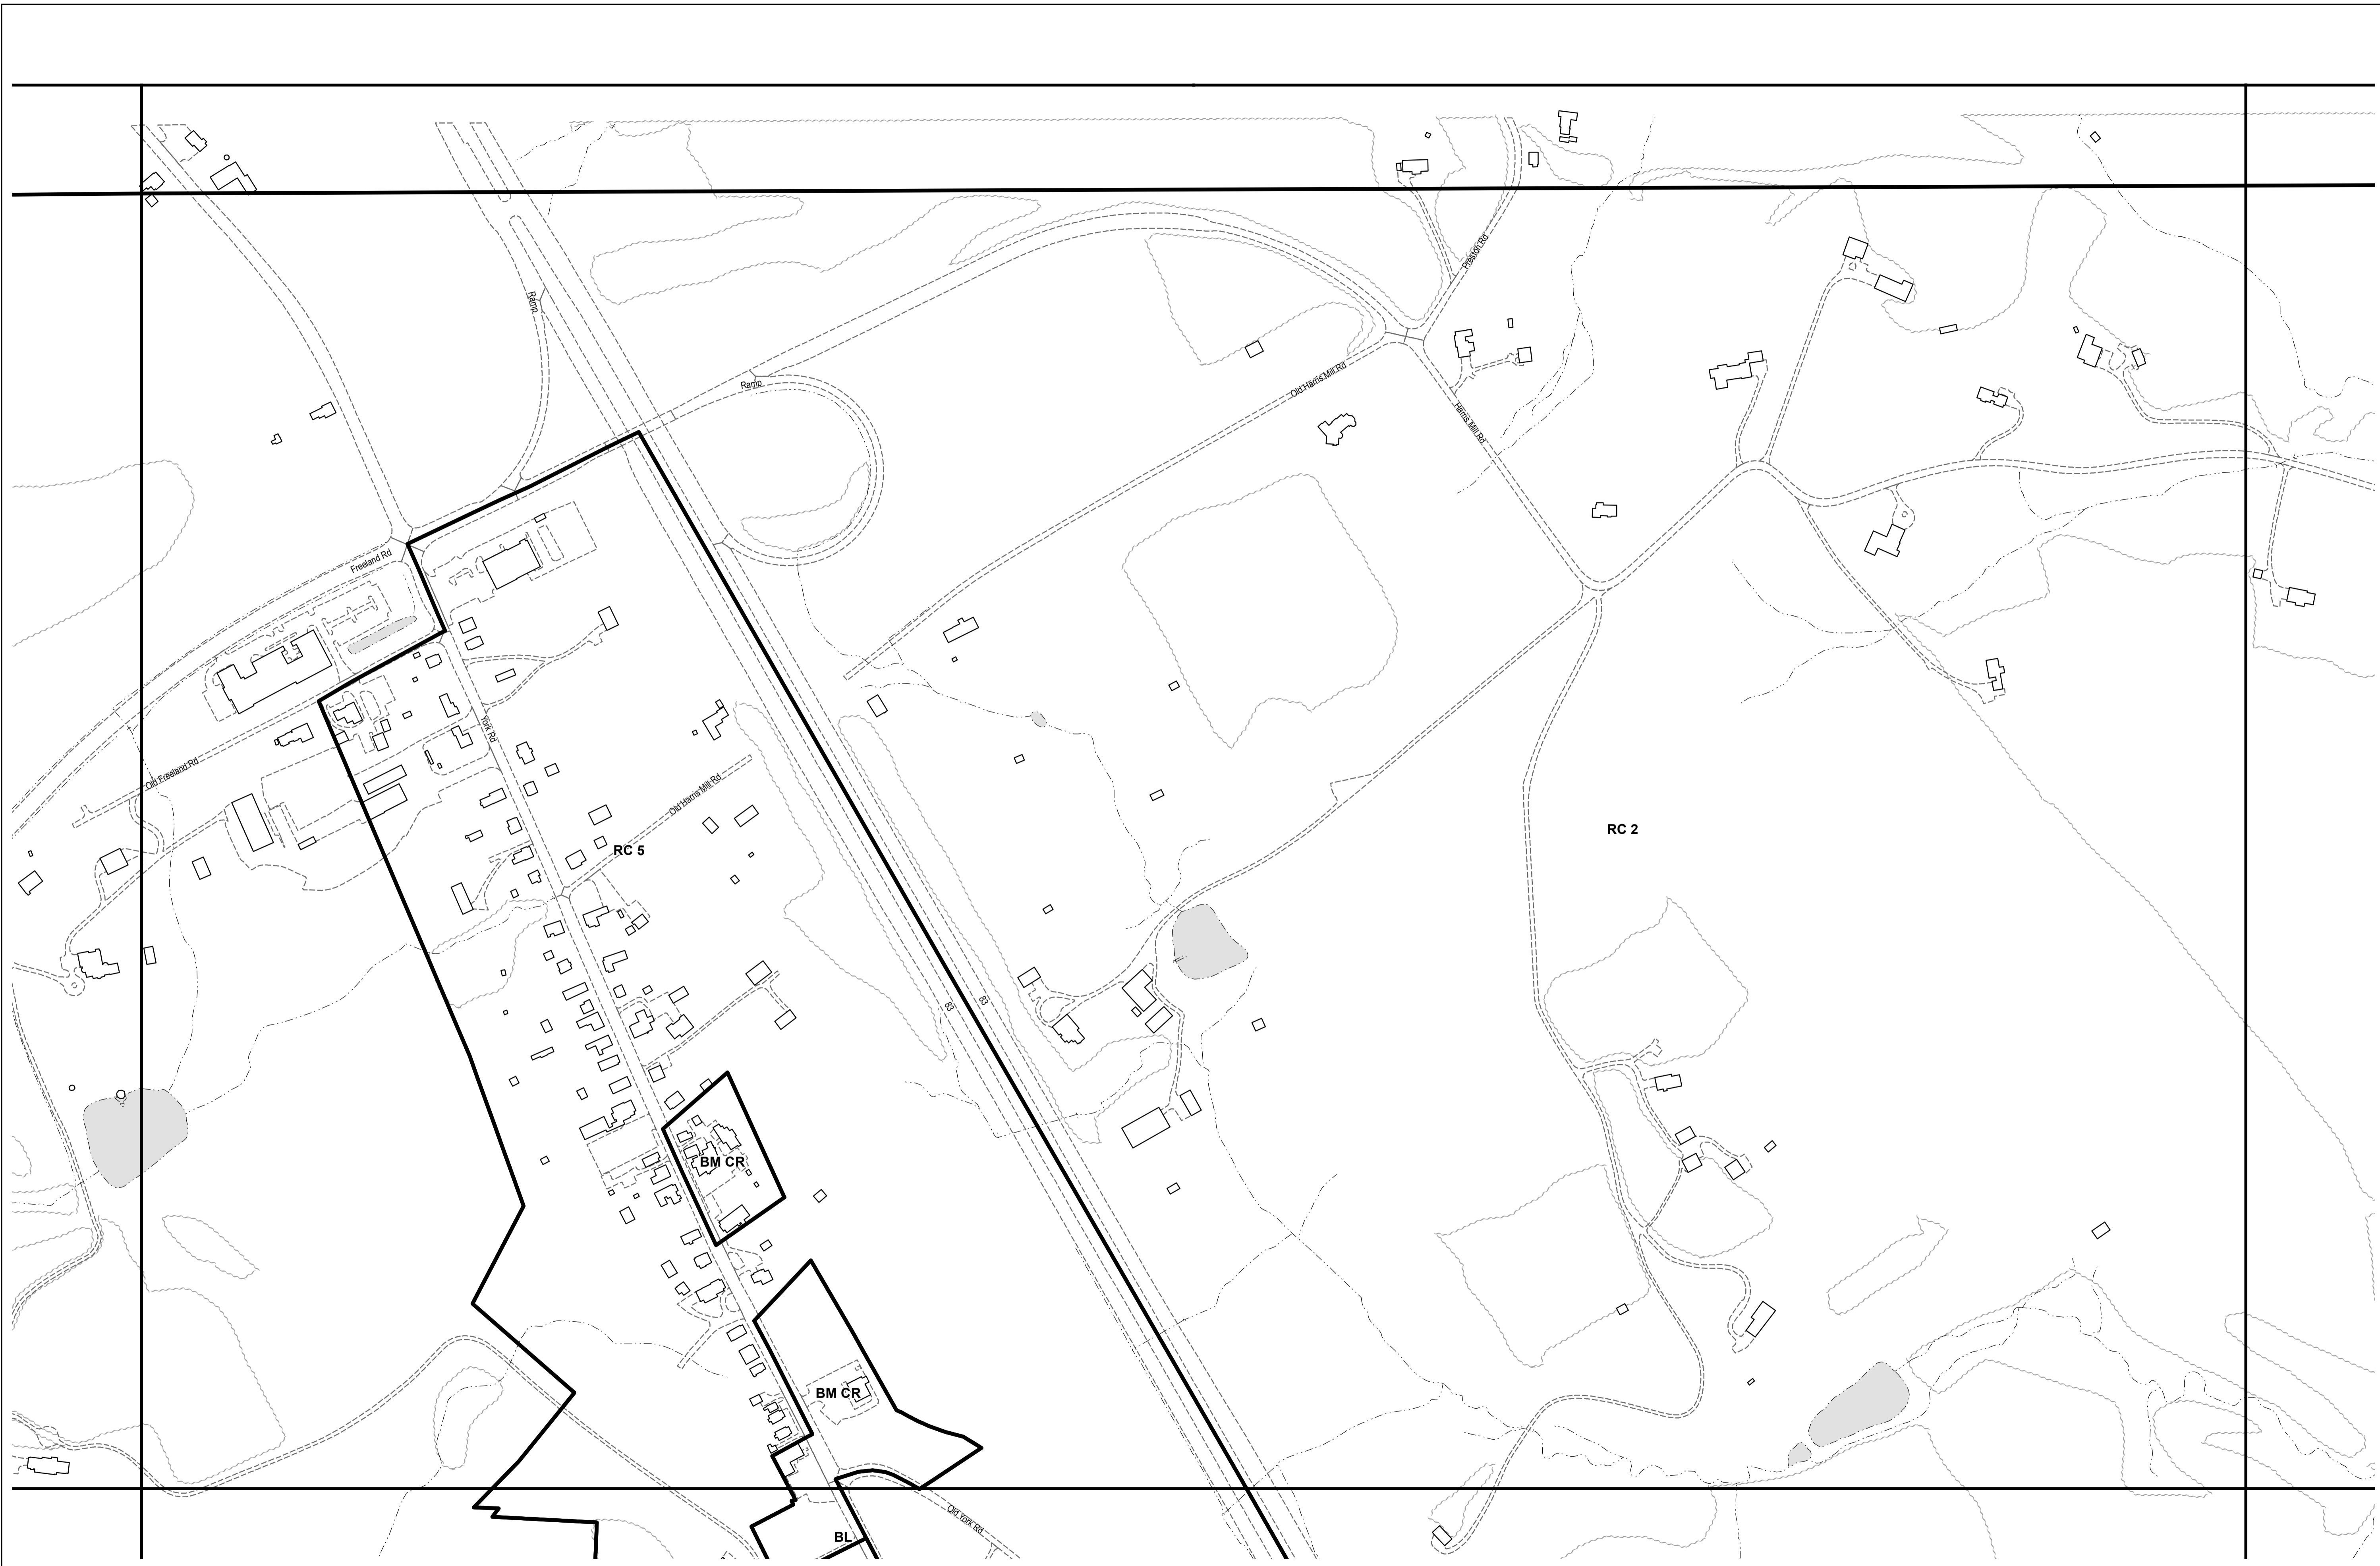 Preston Rd
Ramp
Ramp
Old Harris Mill Rd
Harris Mill Rd
Freeland Rd
York Rd
Old Freeland Rd
Old Harris Mill Rd
RC 2
RC 5
83
83
BM CR
BM CR
Old York Rd
BL